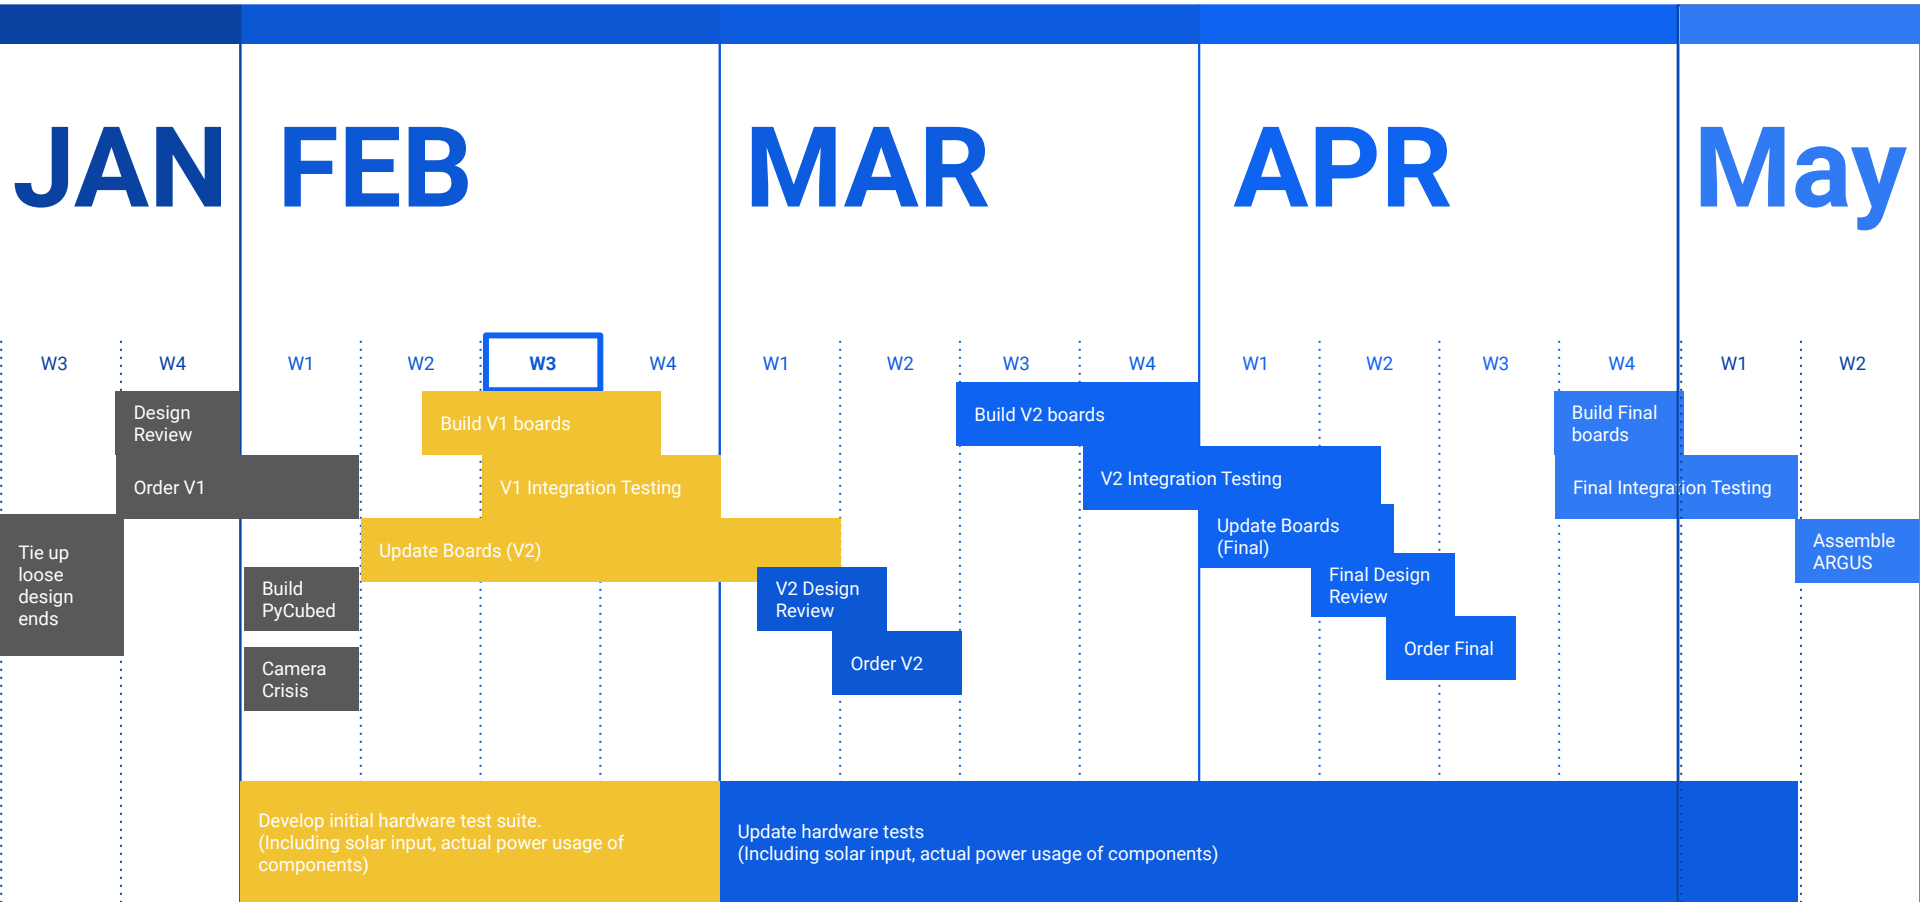 JAN
FEB
MAR
APR
May
W3
W4
W1
W2
W3
W4
W1
W2
W3
W4
W1
W2
W3
W4
W1
W2
Design
Review
Order V1
Tie up
loose
design
ends
Build
PyCubed
Camera
Crisis
Build V1 boards
V1 Integration Testing
Update Boards (V2)
V2 Design
Review
Order V2
Build V2 boards
V2 Integration Testing
Update Boards
(Final)
Final Design
Review
Order Final
Build Final
boards
Final Integration Testing
Assemble
ARGUS
Develop initial hardware test suite.
(Including solar input, actual power usage of
components)
Update hardware tests
(Including solar input, actual power usage of components)